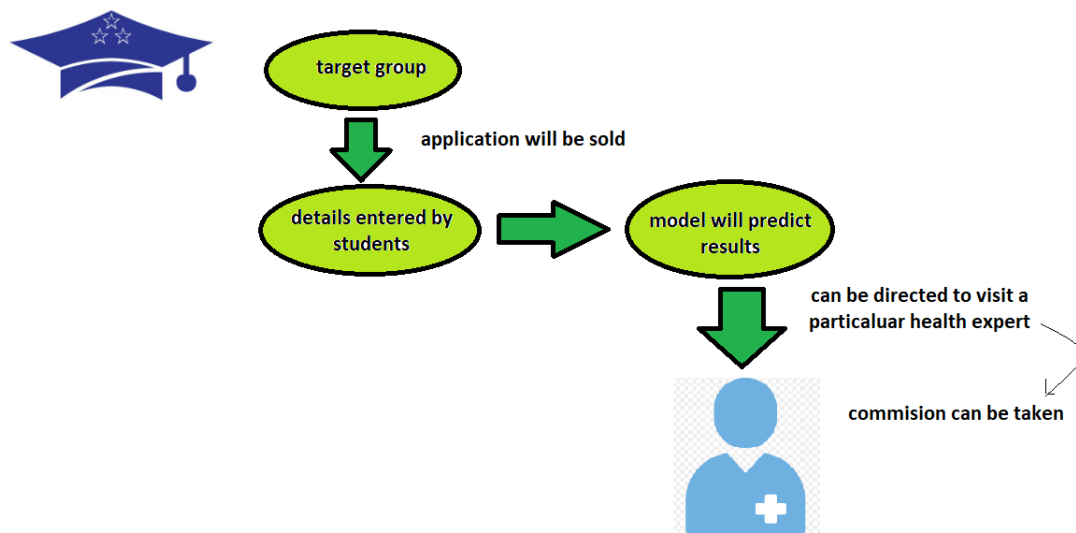 target group
application will be sold
details entered by
students
model will predict
results
can be directed to visit a
particaluar health expert
commision can be taken